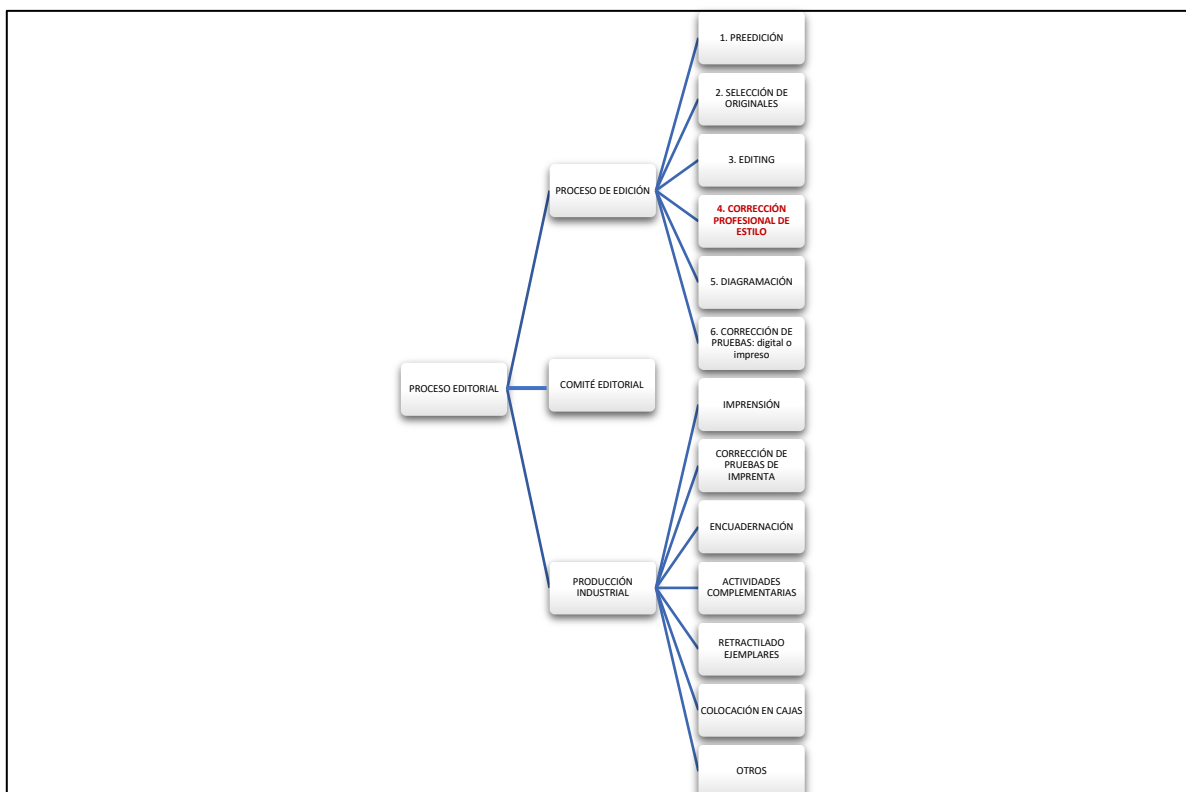 1. PREEDICIÓN
2. SELECCIÓN DE
ORIGINALES
3. EDITING
PROCESO DE EDICIÓN
4. CORRECCIÓN
PROFESIONAL DE
ESTILO
5. DIAGRAMACIÓN
6. CORRECCIÓN DE
PRUEBAS: digital o
impreso
PROCESO EDITORIAL
COMITÉ EDITORIAL
IMPRENSIÓN
CORRECCIÓN DE
PRUEBAS DE
IMPRENTA
ENCUADERNACIÓN
PRODUCCIÓN
INDUSTRIAL
ACTIVIDADES
COMPLEMENTARIAS
RETRACTILADO
EJEMPLARES
COLOCACIÓN EN CAJAS
OTROS